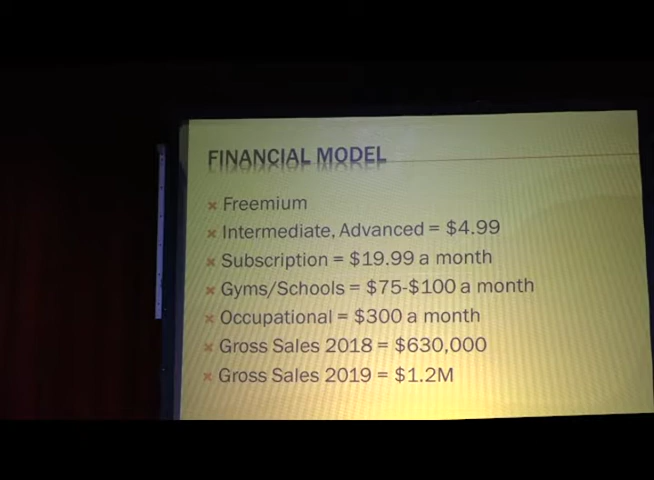 FINANCIAL MODEL
Freemium
Intermediate, Advanced = $4.99
Subscription = $19.99 a month
Gyms/Schools = $75-$100 a month
Occupational = $300 a month
Gross Sales 2018 = $630,000
Gross Sales 2019 = $1.2M